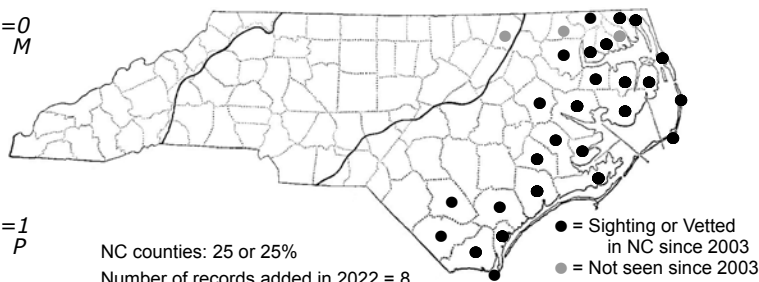 =0
M
=1
P
NC counties: 25 or 25%
Number of records added in 2022 = 8
● = Sighting or Vetted
in NC since 2003
● = Not seen since 2003